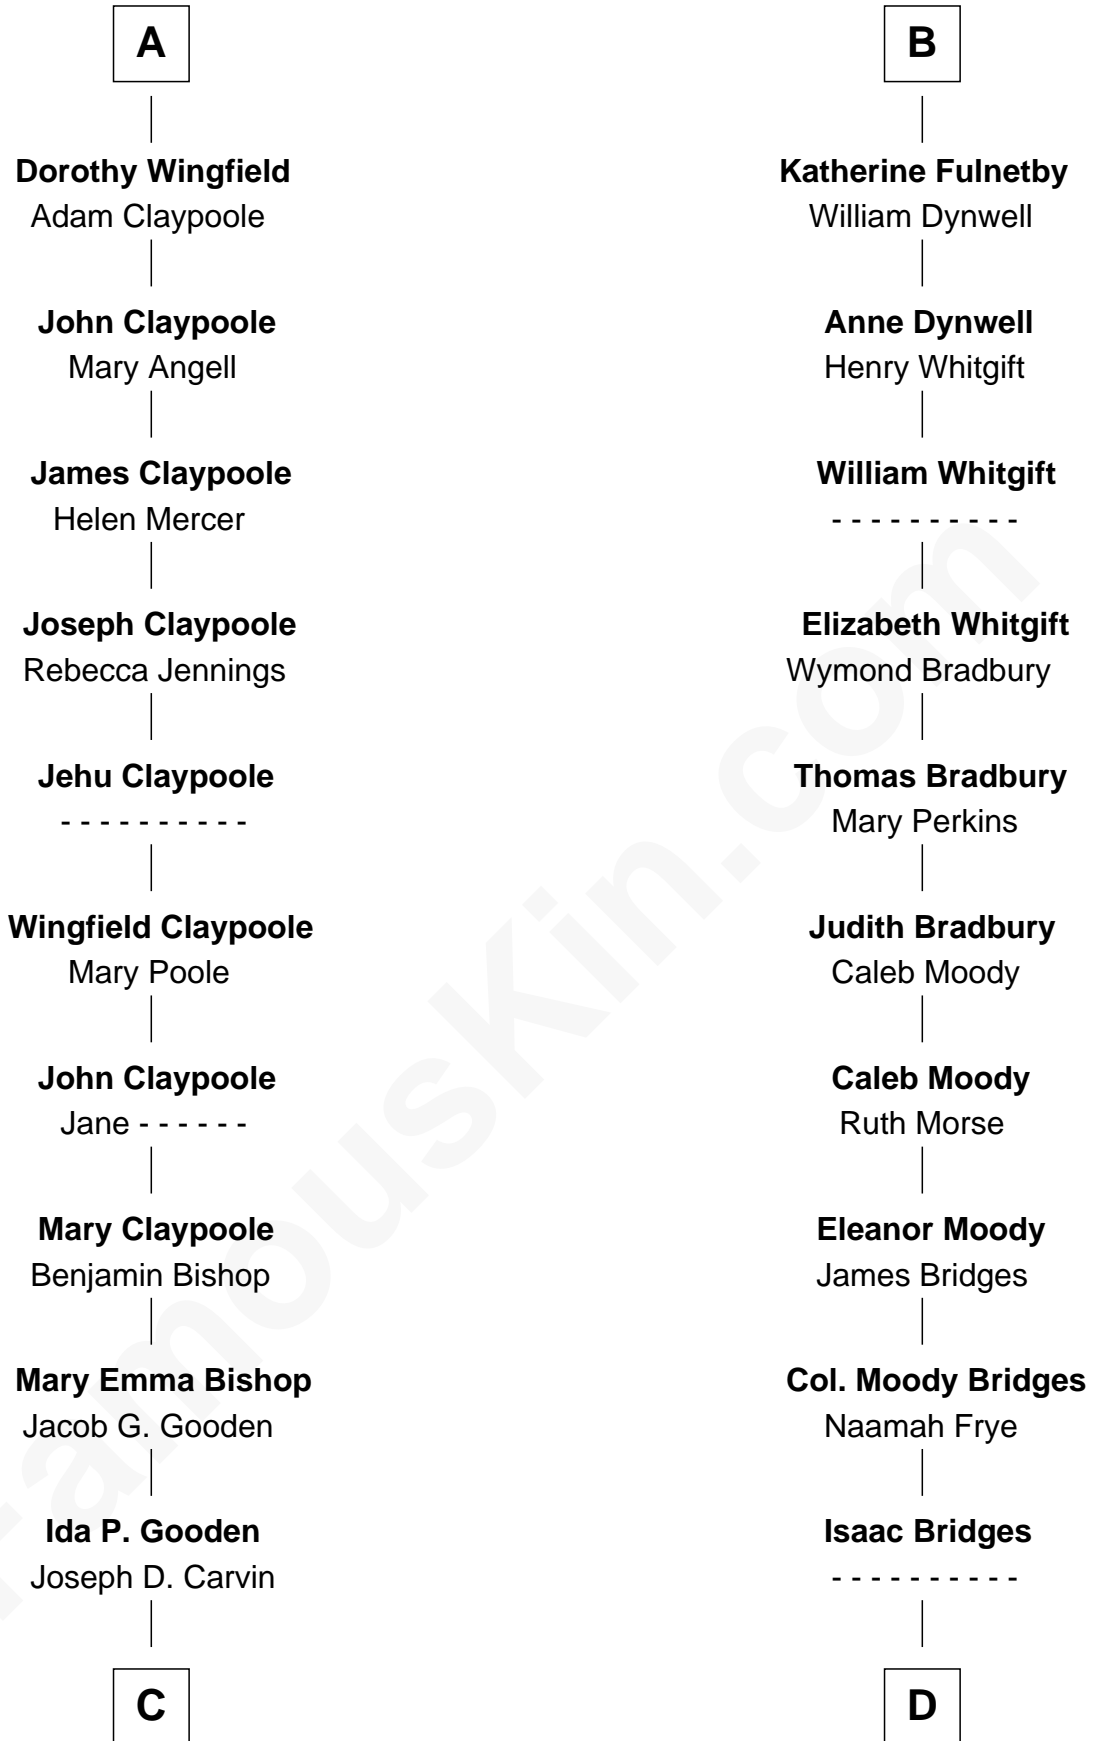 A
Dorothy Wingfield
Adam Claypoole
John Claypoole
Mary Angell
James Claypoole
Helen Mercer
Joseph Claypoole
Rebecca Jennings
Jehu Claypoole
- - - - - - - - - -
Wingfield Claypoole
Mary Poole
John Claypoole
Jane - - - - - -
Mary Claypoole
Benjamin Bishop
Mary Emma Bishop
Jacob G. Gooden
Ida P. Gooden
Joseph D. Carvin
C
B
Katherine Fulnetby
William Dynwell
Anne Dynwell
Henry Whitgift
William Whitgift
- - - - - - - - - -
Elizabeth Whitgift
Wymond Bradbury
Thomas Bradbury
Mary Perkins
Judith Bradbury
Caleb Moody
Caleb Moody
Ruth Morse
Eleanor Moody
James Bridges
Col. Moody Bridges
Naamah Frye
Isaac Bridges
- - - - - - - - - -
D
FamousKin.com